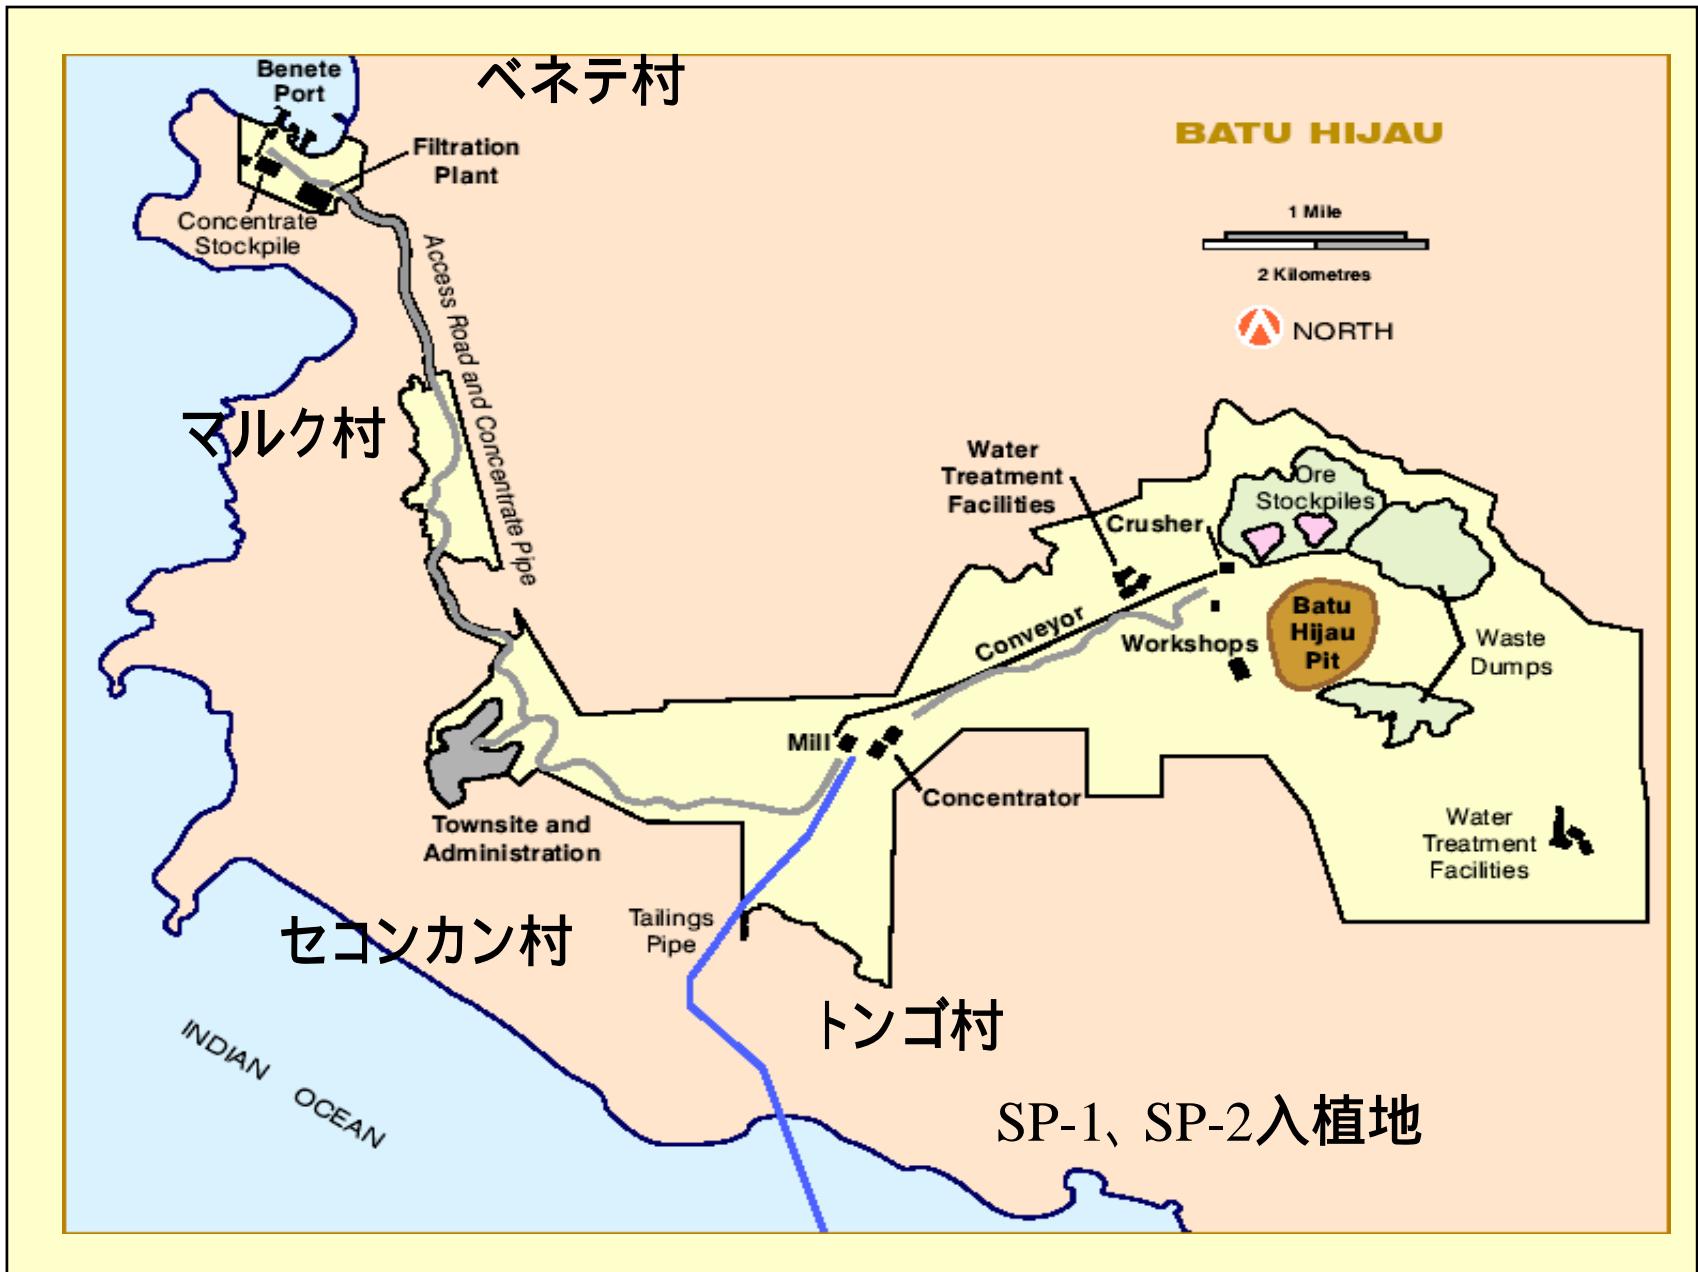 Benete
Port
ベネテ村
BATU HIJAU
Filtration
Plant
1 Mile
Concentrate
Stockpile
2 Kilometres
NORTH
Access Road and Concentrate Pipe
マルク村
Water
Treatment
Facilities
Ore
Stockpiles
Crusher
Conveyor
Workshops
Batu
Hijau
Pit
Waste
Dumps
Mill
Concentrator
Townsite and
Administration
Water
Treatment
Facilities
セコンカン村
Tailings
Pipe
トンゴ村
INDIAN OCEAN
SP-1、SP-2入植地